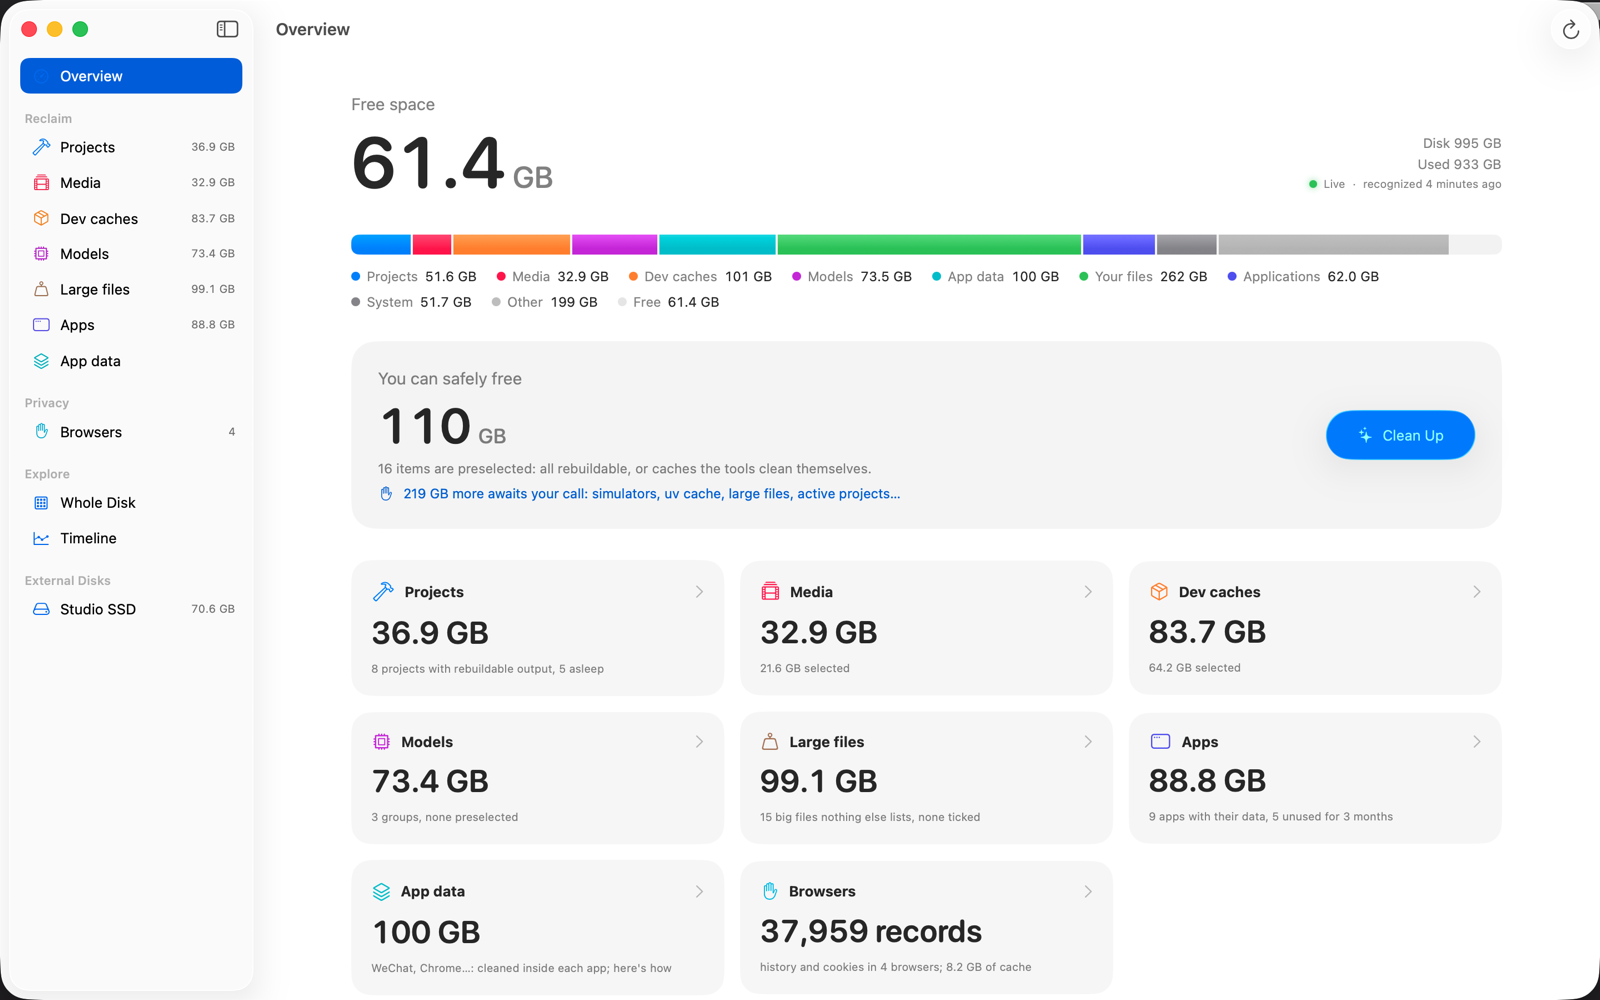 Overview
Overview
Reclaim
Projects 36.9 GB
Media 32.9 GB
Dev caches 83.7 GB
Models 73.4 GB
Large files 99.1 GB
Apps 88.8 GB
App data
Privacy
Browsers 4
Explore
Whole Disk
Timeline
External Disks
Studio SSD 70.6 GB
Free space
61.4 GB
Disk 995 GB
Used 933 GB
Live · recognized 4 minutes ago
Projects 51.6 GB Media 32.9 GB Dev caches 101 GB Models 73.5 GB App data 100 GB Your files 262 GB Applications 62.0 GB
System 51.7 GB Other 199 GB Free 61.4 GB
You can safely free
110 GB
16 items are preselected: all rebuildable, or caches the tools clean themselves.
219 GB more awaits your call: simulators, uv cache, large files, active projects...
Clean Up
Projects
36.9 GB
8 projects with rebuildable output, 5 asleep
Media
32.9 GB
21.6 GB selected
Dev caches
83.7 GB
64.2 GB selected
Models
73.4 GB
3 groups, none preselected
Large files
99.1 GB
15 big files nothing else lists, none ticked
Apps
88.8 GB
9 apps with their data, 5 unused for 3 months
App data
100 GB
WeChat, Chrome...: cleaned inside each app; here's how
Browsers
37,959 records
history and cookies in 4 browsers; 8.2 GB of cache